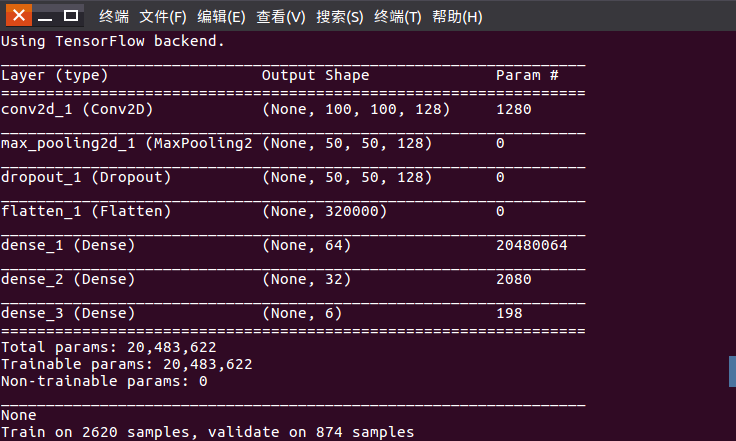 终端 文件(F) 编辑(E) 查看(V) 搜索(S) 终端(T) 帮助(H)
Using TensorFlow backend.
_________________________________________________________________
Layer (type)                 Output Shape              Param #
=================================================================
conv2d_1 (Conv2D)            (None, 100, 100, 128)     1280
_________________________________________________________________
max_pooling2d_1 (MaxPooling2 (None, 50, 50, 128)       0
_________________________________________________________________
dropout_1 (Dropout)          (None, 50, 50, 128)       0
_________________________________________________________________
flatten_1 (Flatten)          (None, 320000)            0
_________________________________________________________________
dense_1 (Dense)              (None, 64)                20480064
_________________________________________________________________
dense_2 (Dense)              (None, 32)                2080
_________________________________________________________________
dense_3 (Dense)              (None, 6)                 198
=================================================================
Total params: 20,483,622
Trainable params: 20,483,622
Non-trainable params: 0
_________________________________________________________________
None
Train on 2620 samples, validate on 874 samples